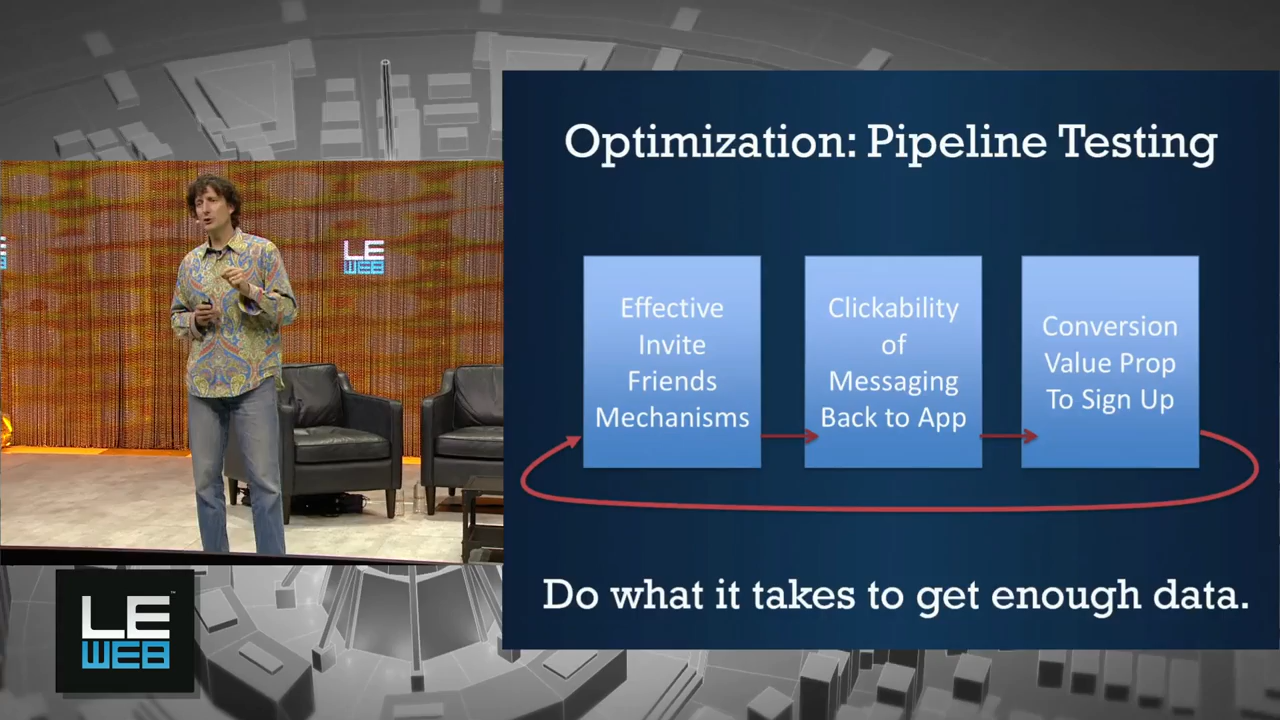 Optimization: Pipeline Testing
Effective
Invite
Friends
Mechanisms
Clickability
of
Messaging
Back to App
Conversion
Value Prop
To Sign Up
Do what it takes to get enough data.
LE
WEB
LE™
WEB